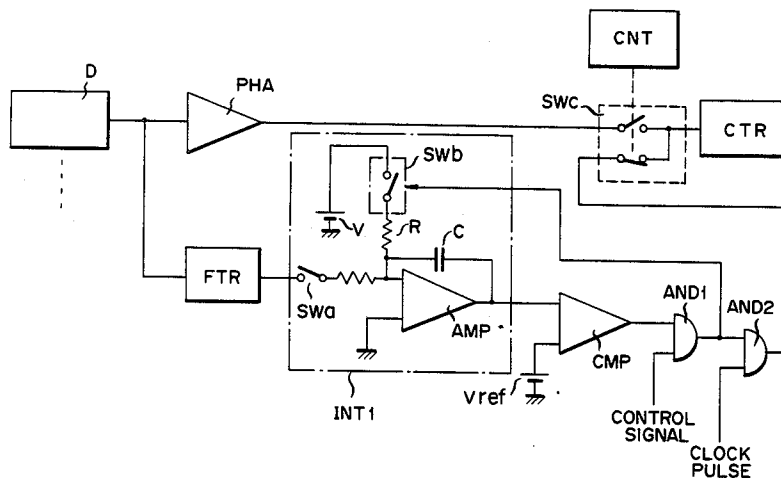 CNT
D
PHA
SWc
CTR
SWb
V
R
C
FTR
SWa
AMP
AND1
AND2
CMP
Vref
INT1
CONTROL
SIGNAL
CLOCK
PULSE